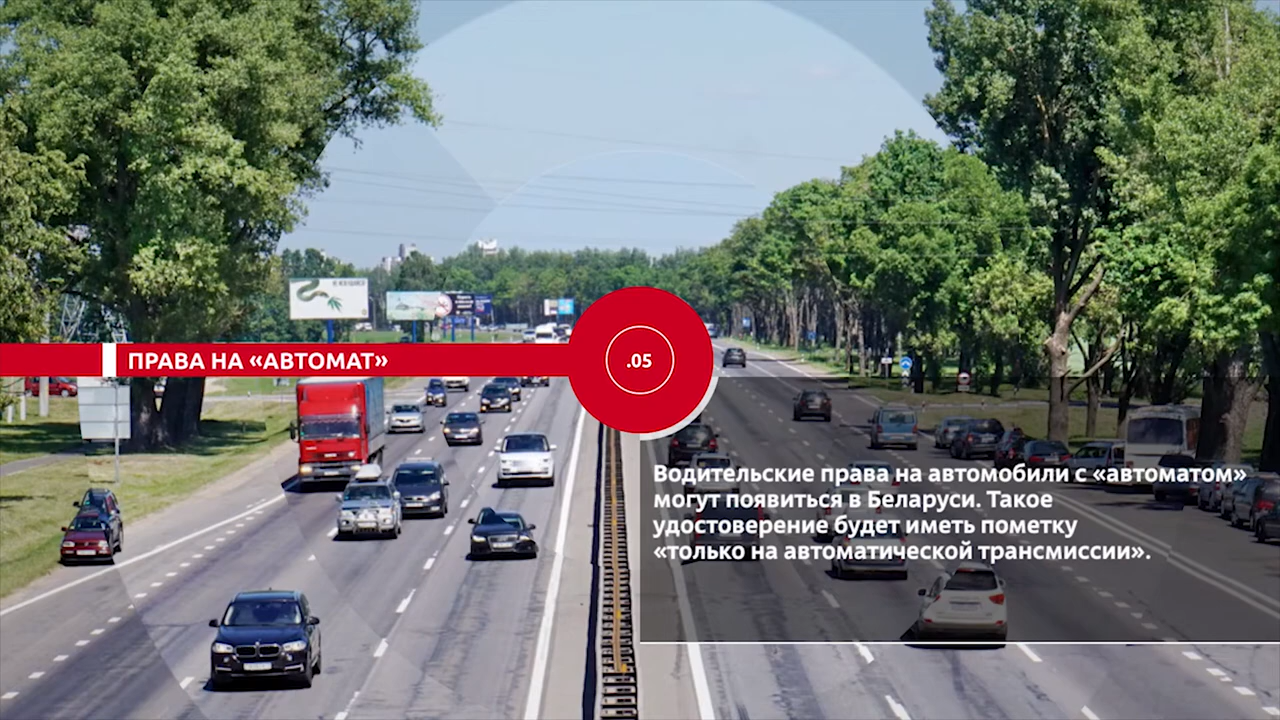 ПРАВА НА «АВТОМАТ»
.05
Водительские права на автомобили с «автоматом»
могут появиться в Беларуси. Такое
удостоверение будет иметь пометку
«только на автоматической трансмиссии».